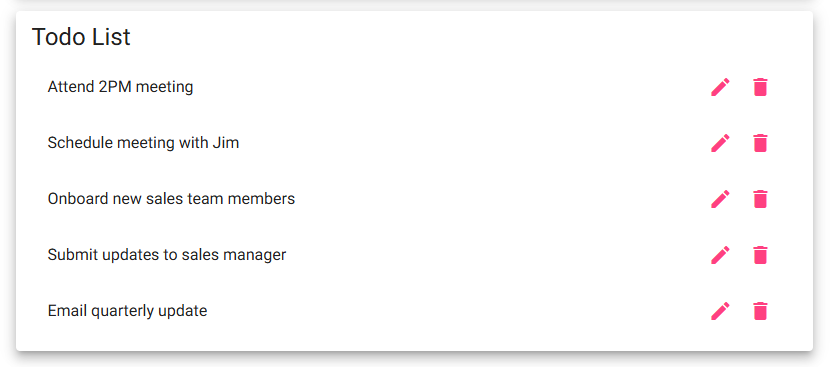 Todo List
Attend 2PM meeting
Schedule meeting with Jim
Onboard new sales team members
Submit updates to sales manager
Email quarterly update